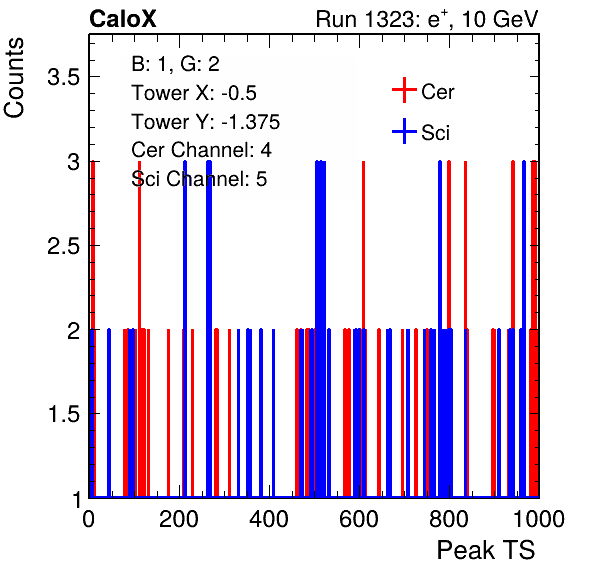 CaloX Run 1323: e+, 10 GeV
Counts
B: 1, G: 2
Tower X: -0.5
Tower Y: -1.375
Cer Channel: 4
Sci Channel: 5
Cer
Sci
3.5
3
2.5
2
1.5
1
0 200 400 600 800 1000
Peak TS